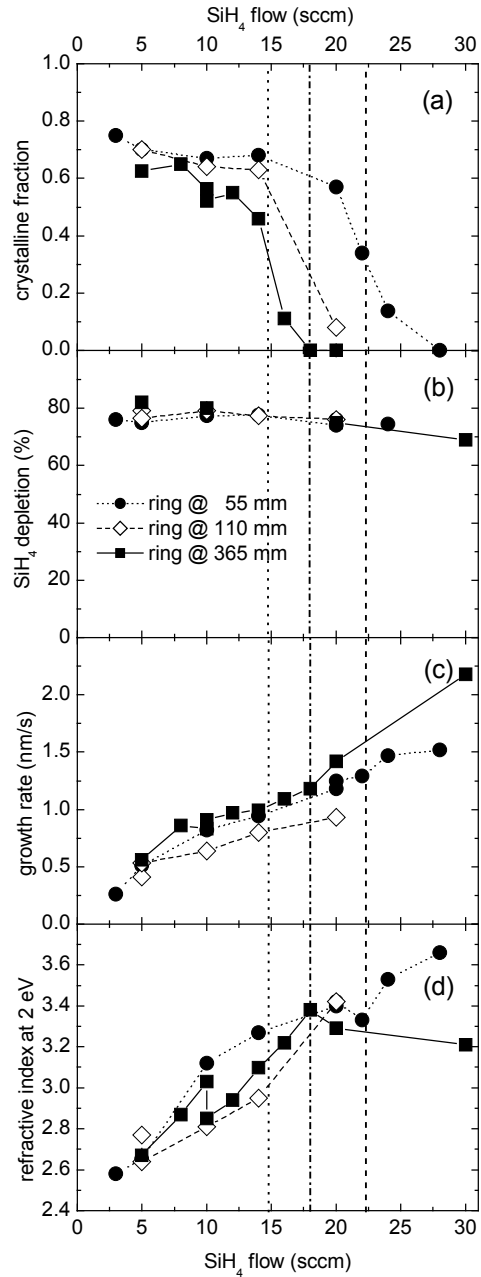 SiH4 flow (sccm)
0 5 10 15 20 25 30
(a)
crystalline fraction
1.0
0.8
0.6
0.4
0.2
0.0
(b)
SiH4 depletion (%)
80
60
40
20
0
ring @ 55 mm
ring @ 110 mm
ring @ 365 mm
(c)
growth rate (nm/s)
2.0
1.5
1.0
0.5
0.0
(d)
refractive index at 2 eV
3.6
3.4
3.2
3.0
2.8
2.6
2.4
0 5 10 15 20 25 30
SiH4 flow (sccm)